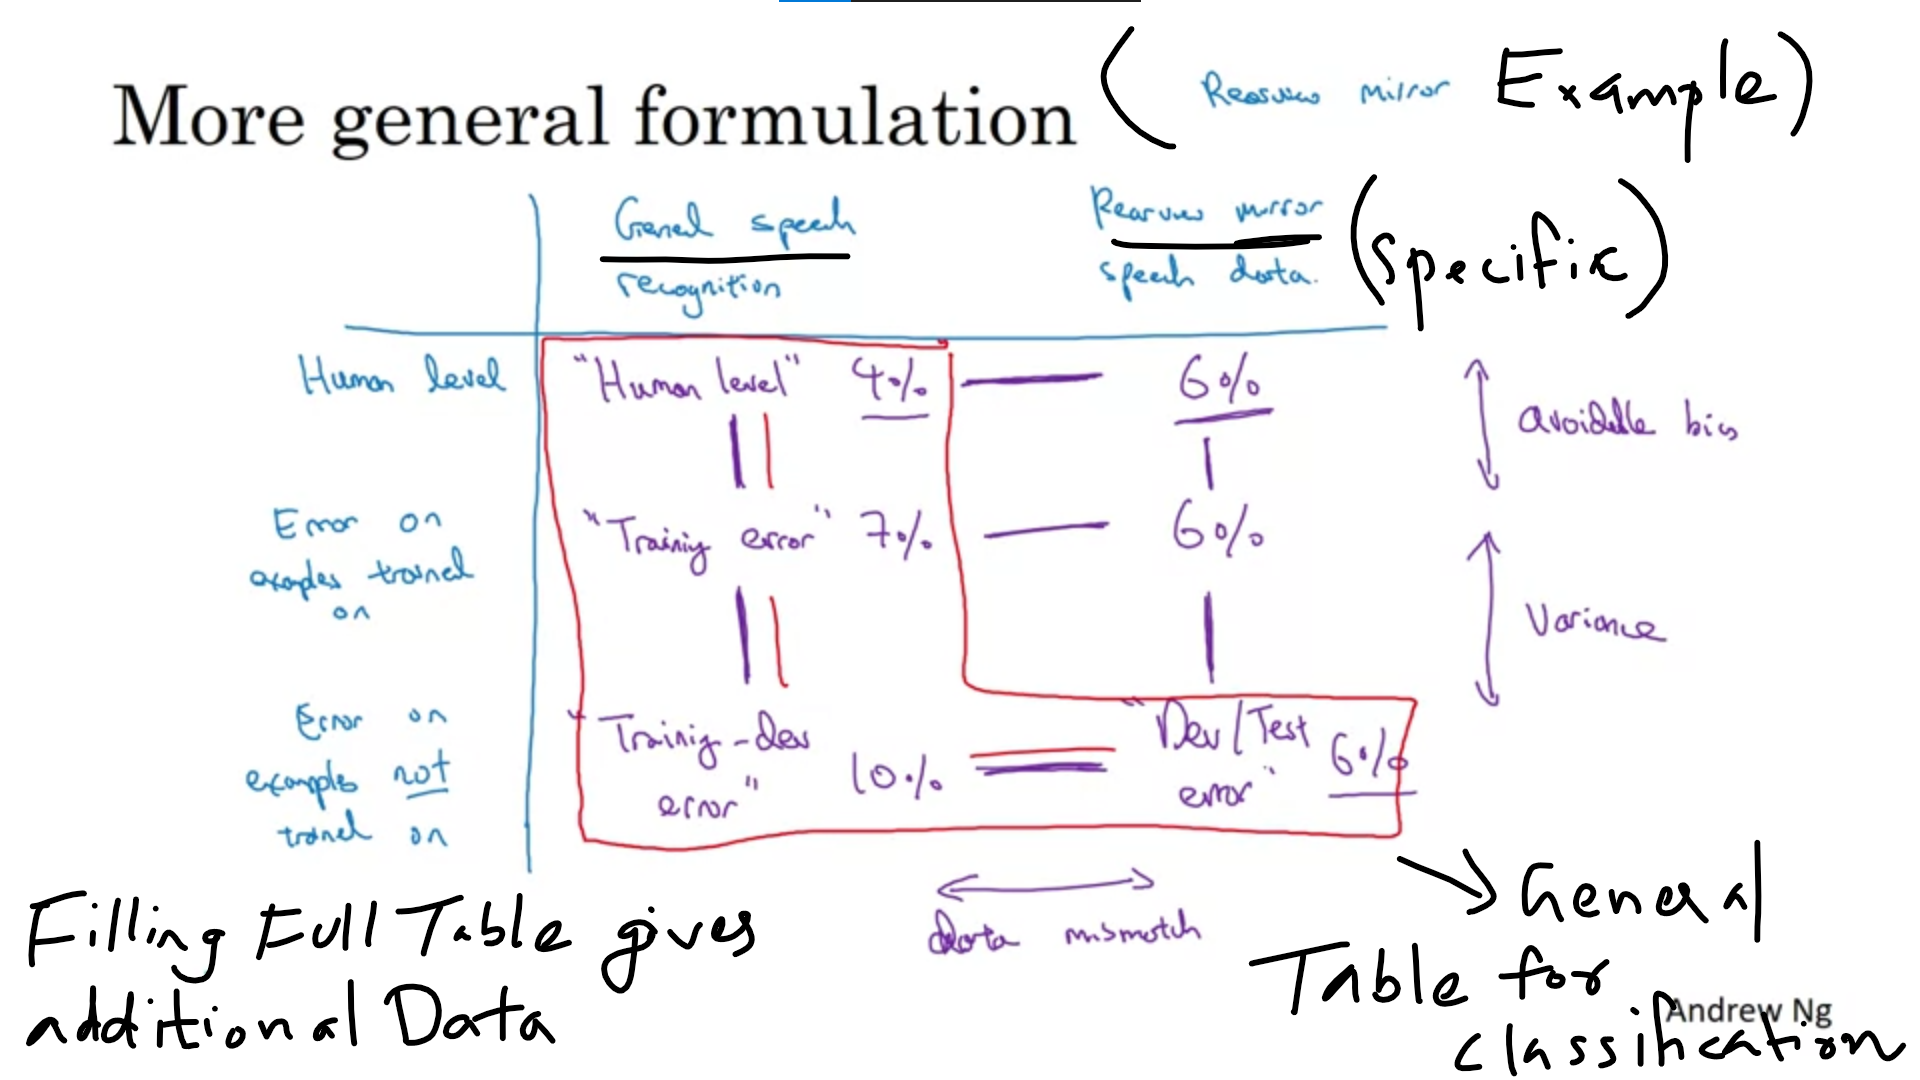 More general formulation ( Rearview mirror Example)
General speech recognition
Rearview mirror speech data. (Specific)
Human level
"Human level" 4%
6%
avoidable bias
Error on
examples trained
on
"Training error" 7%
6%
Variance
Error on
examples not
trained on
"Training-dev
error" 10%
"Dev/Test
error" 6%
data mismatch
Filling Full Table gives
additional Data
General
Table for
classification
Andrew Ng